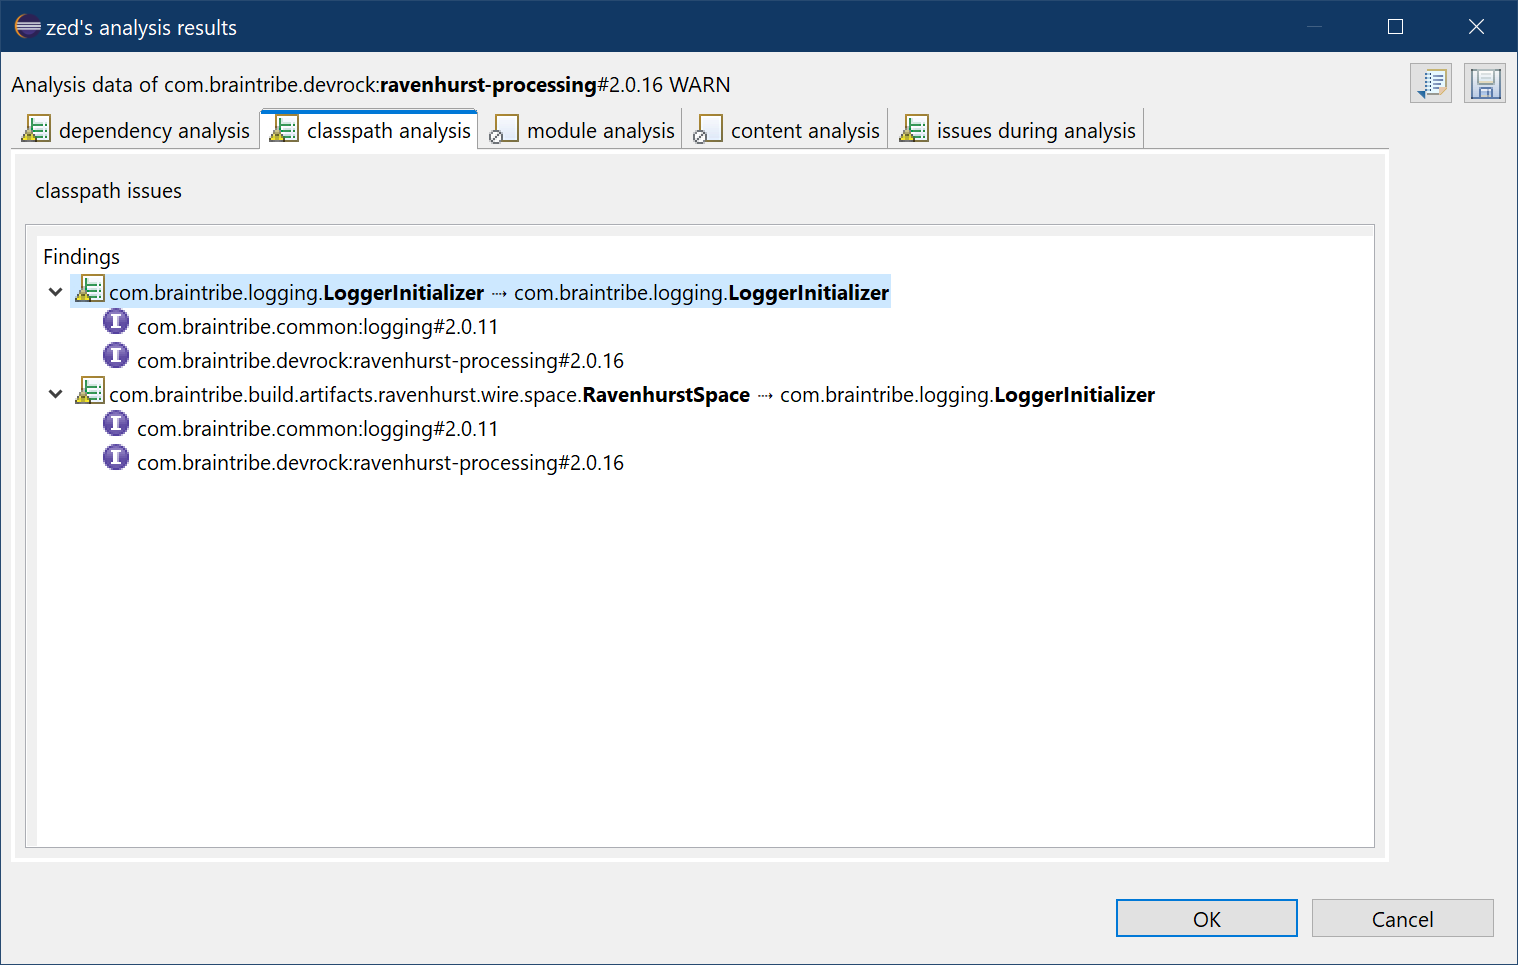 zed's analysis results
Analysis data of com.braintribe.devrock:ravenhurst-processing#2.0.16 WARN
dependency analysis classpath analysis module analysis content analysis issues during analysis
classpath issues
Findings
com.braintribe.logging.LoggerInitializer ⤏ com.braintribe.logging.LoggerInitializer
com.braintribe.common:logging#2.0.11
com.braintribe.devrock:ravenhurst-processing#2.0.16
com.braintribe.build.artifacts.ravenhurst.wire.space.RavenhurstSpace ⤏ com.braintribe.logging.LoggerInitializer
com.braintribe.common:logging#2.0.11
com.braintribe.devrock:ravenhurst-processing#2.0.16
OK Cancel